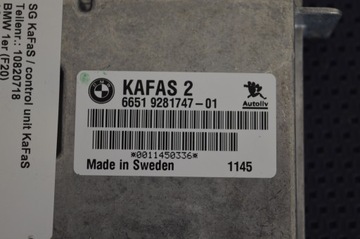 SG KaFaS / control unit KaFaS
Teilenr.: 10820718
BMW 1er (F20)
BMW
KAFAS 2
6651 9281747-01
Autoliv
*0011450336*
Made in Sweden 1145